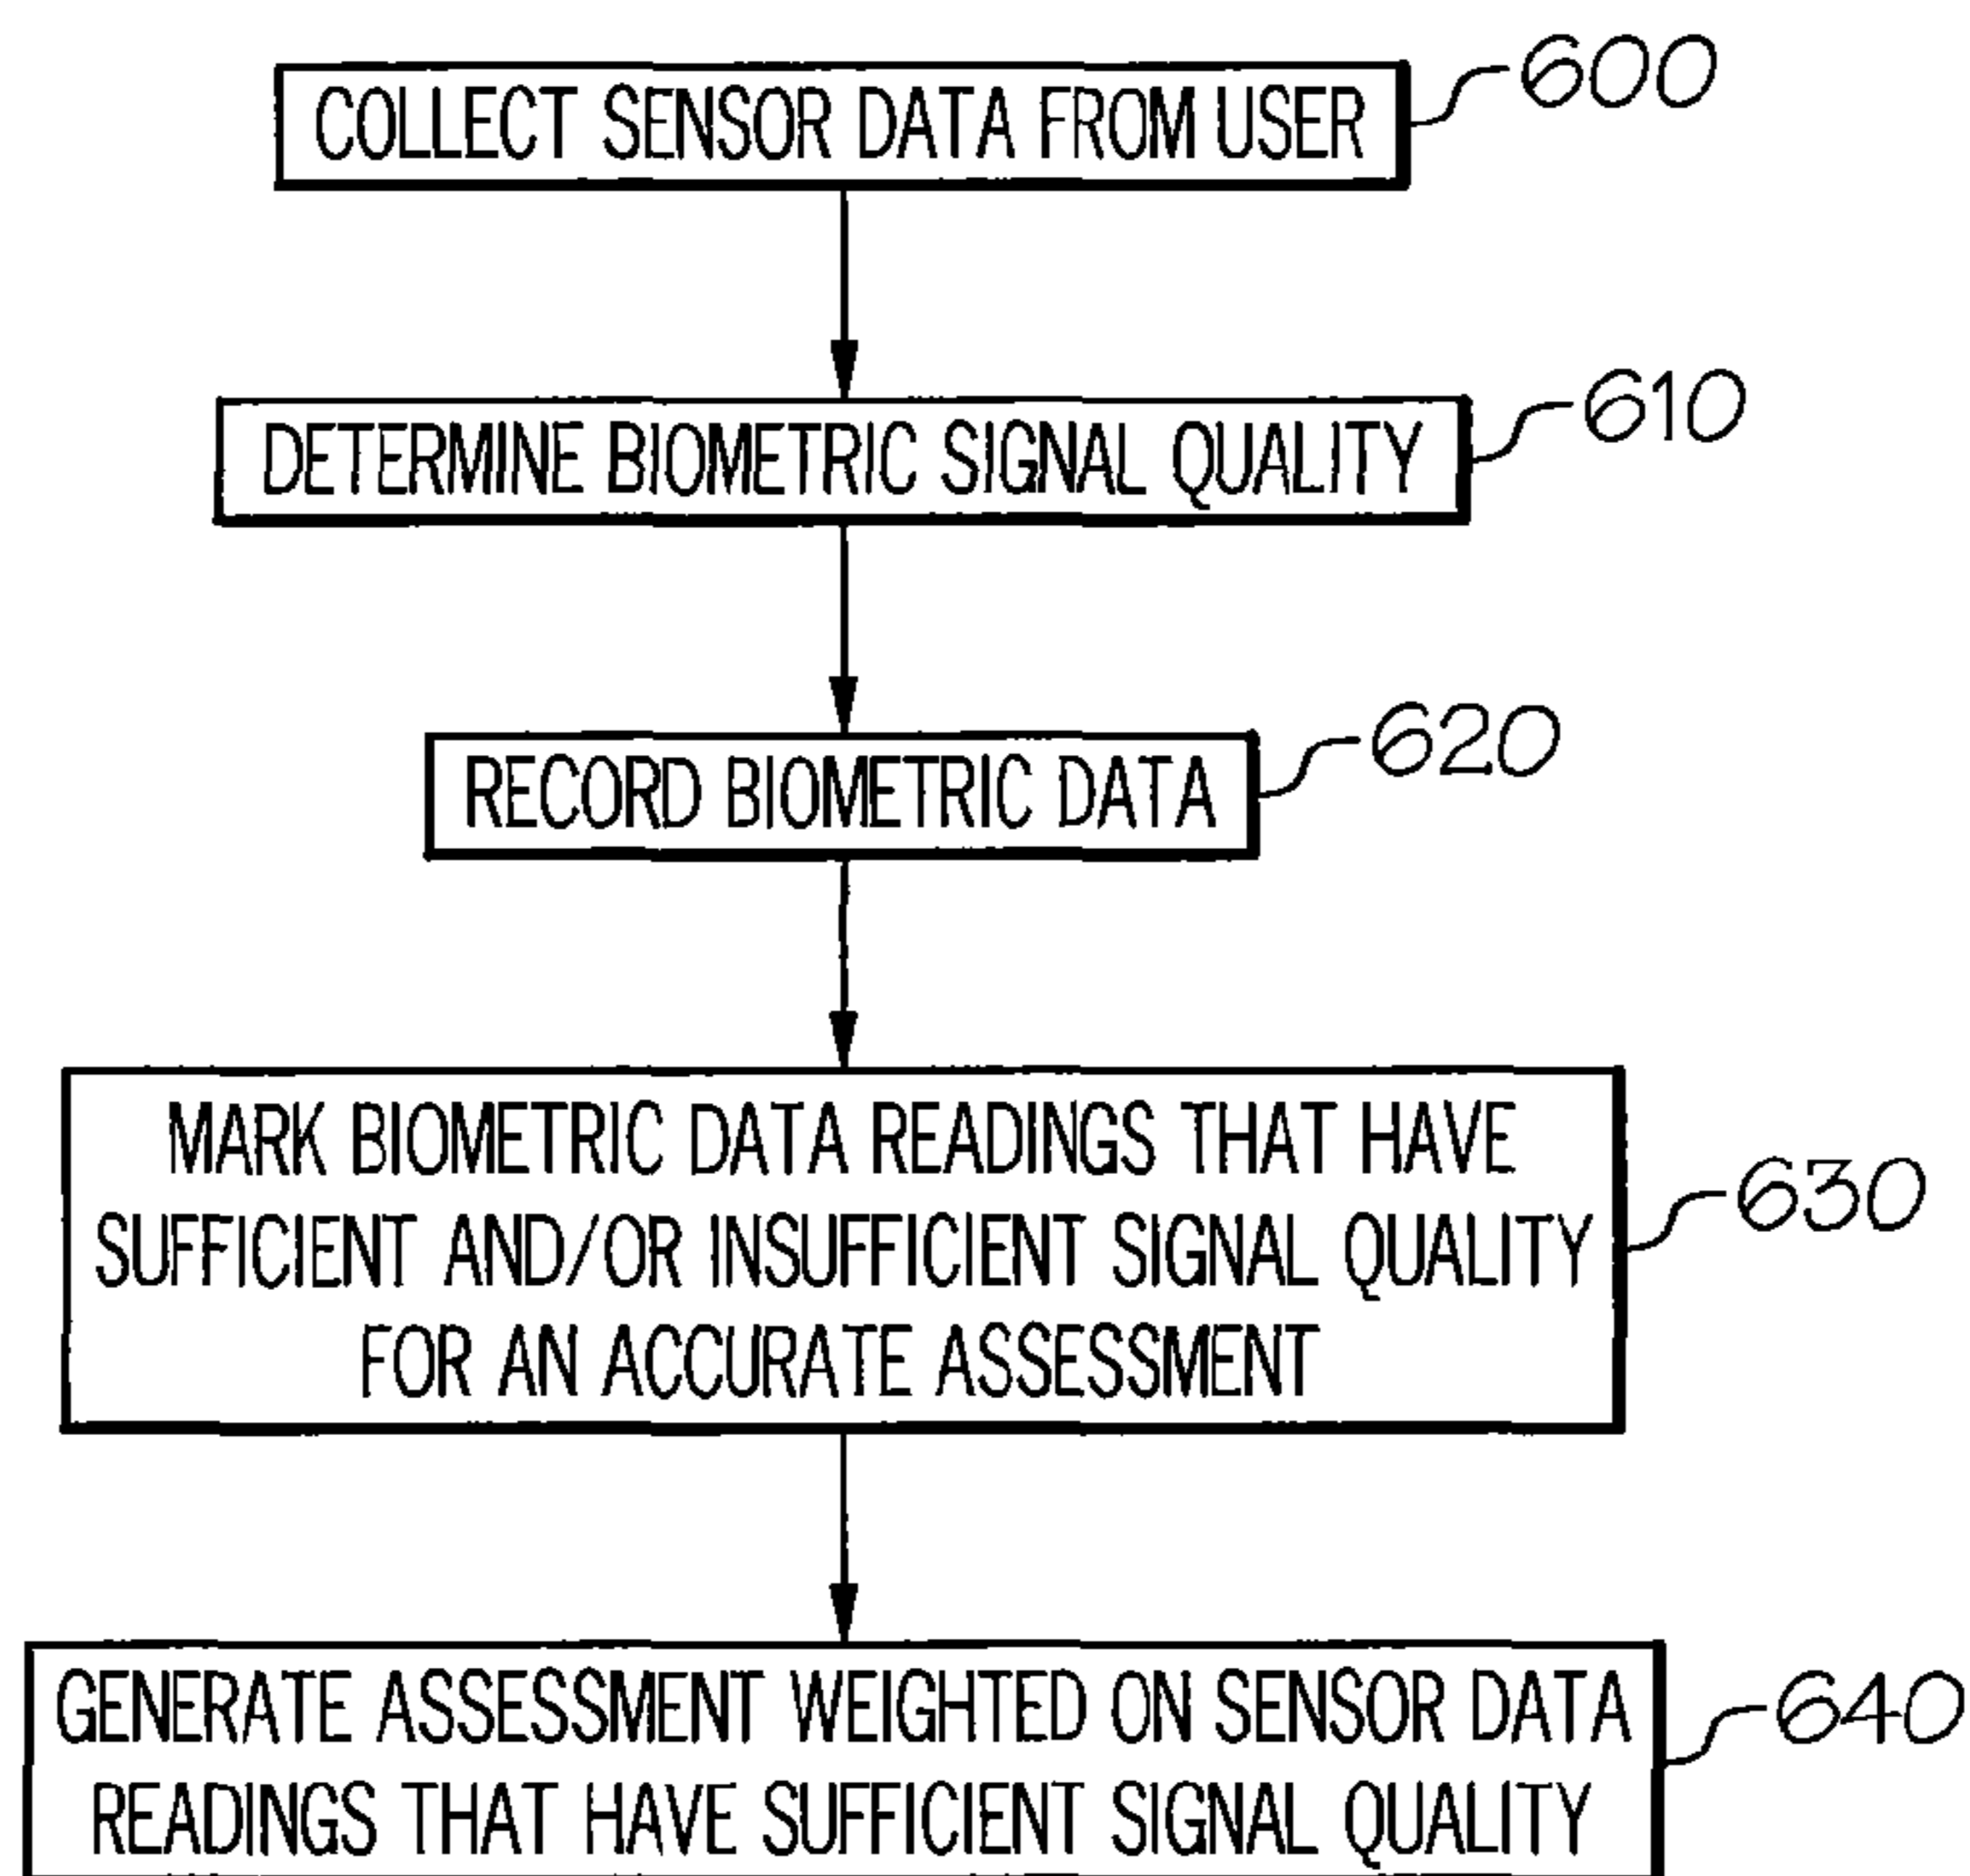 COLLECT SENSOR DATA FROM USER
600
DETERMINE BIOMETRIC SIGNAL QUALITY
610
RECORD BIOMETRIC DATA
620
MARK BIOMETRIC DATA READINGS THAT HAVE
SUFFICIENT AND/OR INSUFFICIENT SIGNAL QUALITY
FOR AN ACCURATE ASSESSMENT
630
GENERATE ASSESSMENT WEIGHTED ON SENSOR DATA
READINGS THAT HAVE SUFFICIENT SIGNAL QUALITY
640